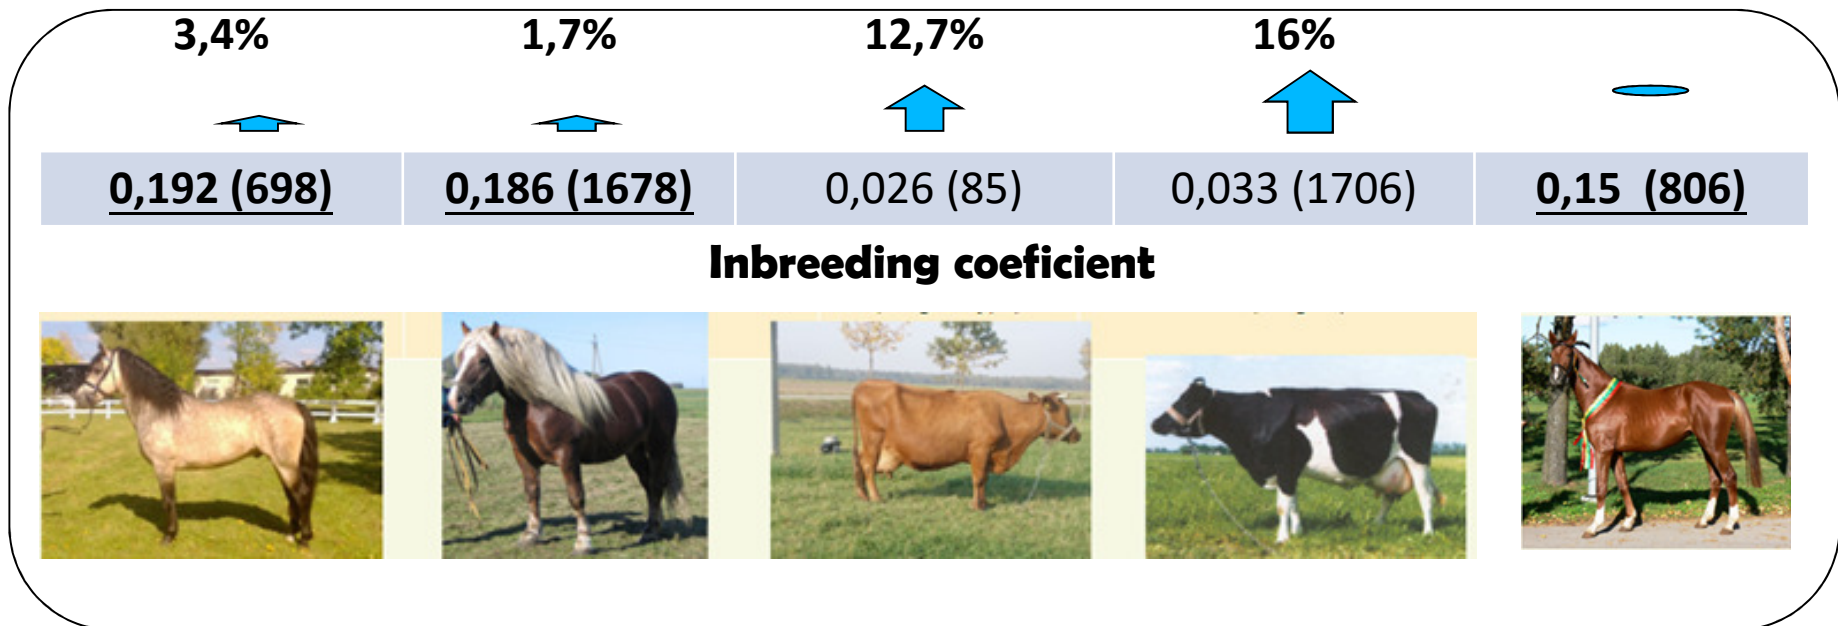 3,4% 1,7% 12,7% 16%
0,192 (698) 0,186 (1678) 0,026 (85) 0,033 (1706) 0,15 (806)
Inbreeding coeficient